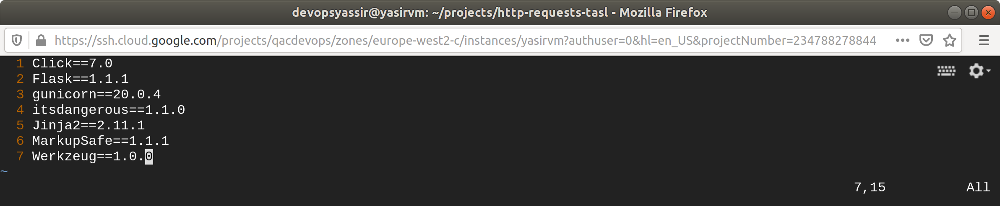 devopsyassir@yasirvm: ~/projects/http-requests-tasl - Mozilla Firefox
https://ssh.cloud.google.com/projects/qacdevops/zones/europe-west2-c/instances/yasirvm?authuser=0&hl=en_US&projectNumber=234788278844
1 Click==7.0
2 Flask==1.1.1
3 gunicorn==20.0.4
4 itsdangerous==1.1.0
5 Jinja2==2.11.1
6 MarkupSafe==1.1.1
7 Werkzeug==1.0.0
~
7,15 All